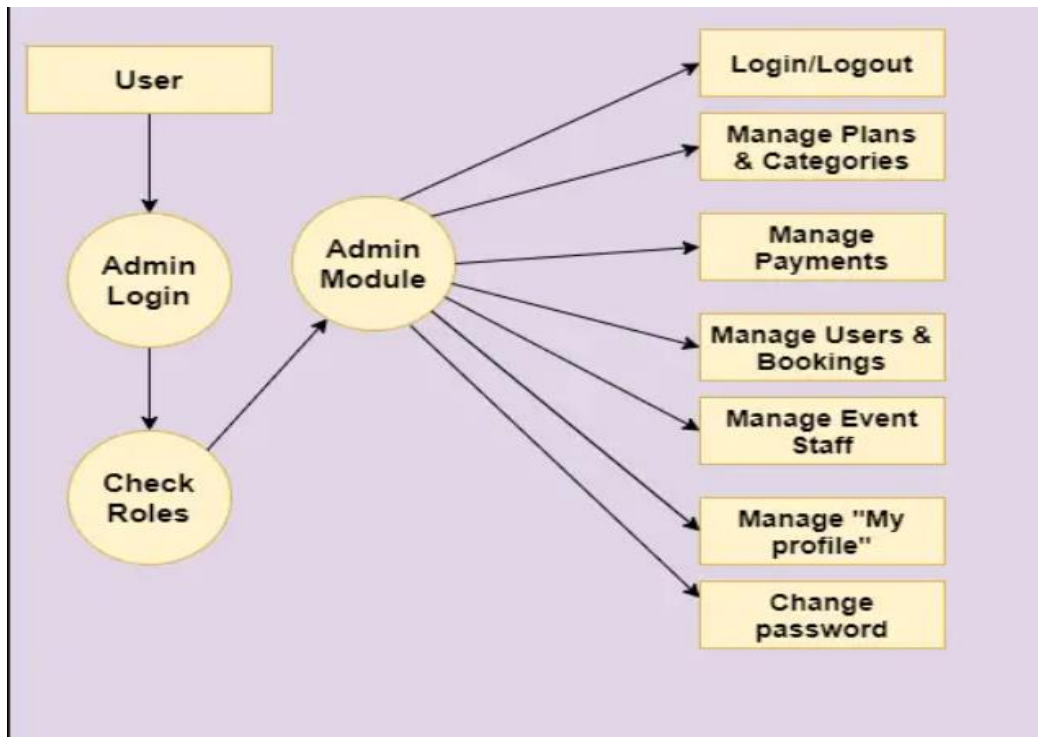 User
Admin
Login
Check
Roles
Admin
Module
Login/Logout
Manage Plans
& Categories
Manage
Payments
Manage Users &
Bookings
Manage Event
Staff
Manage "My
profile"
Change
password